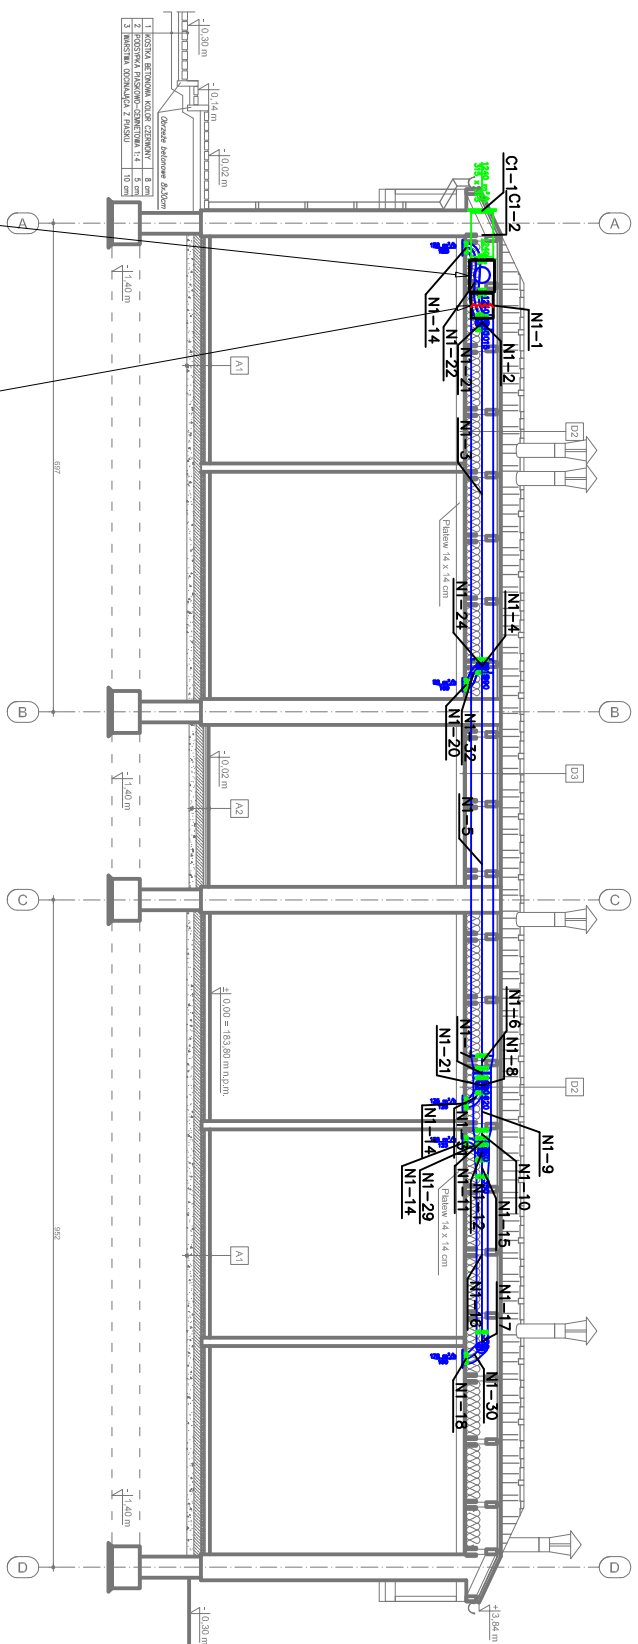 1 KOSTKA BETONOWA KOLOR CZERWONY 8 cm
2 PODSYPKA PIASKOWO-CEMNETOWA 1:4 5 cm
3 WARSTWA ODCINAJĄCA Z PIASKU 10 cm
Obrzeże betonowe 8x30cm
- 0,30 m
- 0,14 m
- 0,02 m
C1-1
C1-2
N1-14
N1-22
N1-21
N1-2
N1-1
N1-3
N1-24
N1-4
N1-20
N1-32
N1-5
N1-6
N1-8
N1-21
N1-9
N1-10
N1-14
N1-14
N1-29
N1-11
N1-12
N1-15
N1-16
N1-17
N1-18
N1-30
A
A
B
B
C
C
D
D
A1
A2
A1
D2
D3
D2
Płatew 14 x 14 cm
Płatew 14 x 14 cm
- 1,40 m
- 1,40 m
- 1,40 m
- 0,02 m
± 0,00 = 183,80 m n.p.m.
697
952
+3,84 m
- 0,30 m